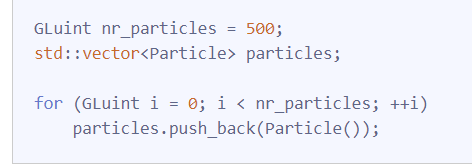 GLuint nr_particles = 500;
std::vector<Particle> particles;
for (GLuint i = 0; i < nr_particles; ++i)
particles.push_back(Particle());